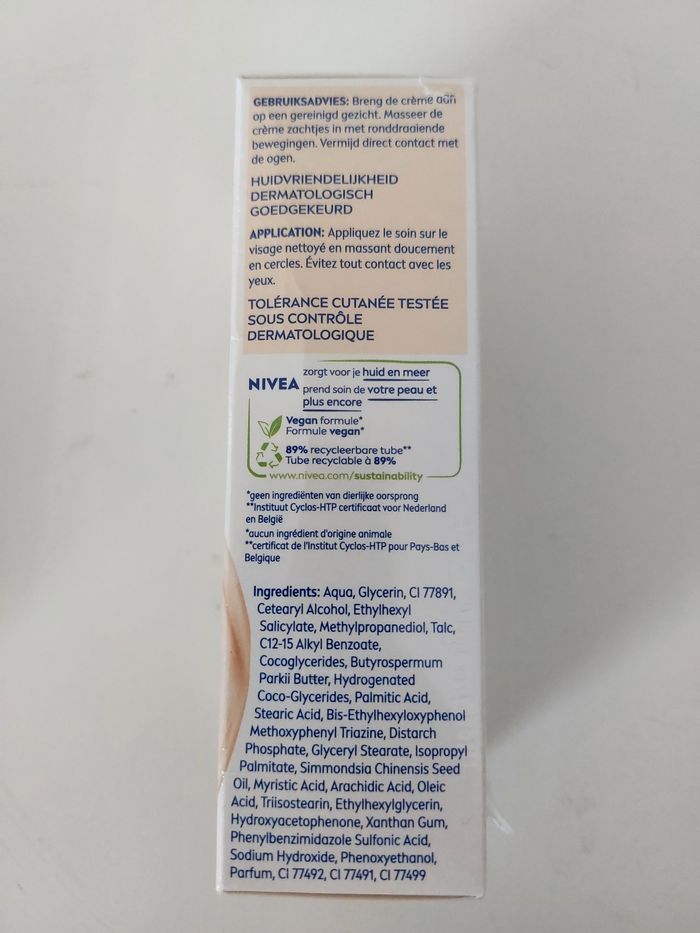 GEBRUIKSADVIES: Breng de crème aan
op een gereinigd gezicht. Masseer de
crème zachtjes in met ronddraaiende
bewegingen. Vermijd direct contact met
de ogen.
HUIDVRIENDELIJKHEID
DERMATOLOGISCH
GOEDGEKEURD
APPLICATION: Appliquez le soin sur le
visage nettoyé en massant doucement
en cercles. Évitez tout contact avec les
yeux.
TOLÉRANCE CUTANÉE TESTÉE
SOUS CONTRÔLE
DERMATOLOGIQUE
NIVEA
zorgt voor je huid en meer
prend soin de votre peau et
plus encore
Vegan formule*
Formule vegan*
89% recycleerbare tube**
Tube recyclable à 89%
www.nivea.com/sustainability
*geen ingrediënten van dierlijke oorsprong
**Instituut Cyclos-HTP certificaat voor Nederland
en België
*aucun ingrédient d'origine animale
**certificat de l'Institut Cyclos-HTP pour Pays-Bas et
Belgique
Ingredients: Aqua, Glycerin, CI 77891,
Cetearyl Alcohol, Ethylhexyl
Salicylate, Methylpropanediol, Talc,
C12-15 Alkyl Benzoate,
Cocoglycerides, Butyrospermum
Parkii Butter, Hydrogenated
Coco-Glycerides, Palmitic Acid,
Stearic Acid, Bis-Ethylhexyloxyphenol
Methoxyphenyl Triazine, Distarch
Phosphate, Glyceryl Stearate, Isopropyl
Palmitate, Simmondsia Chinensis Seed
Oil, Myristic Acid, Arachidic Acid, Oleic
Acid, Triisostearin, Ethylhexylglycerin,
Hydroxyacetophenone, Xanthan Gum,
Phenylbenzimidazole Sulfonic Acid,
Sodium Hydroxide, Phenoxyethanol,
Parfum, CI 77492, CI 77491, CI 77499